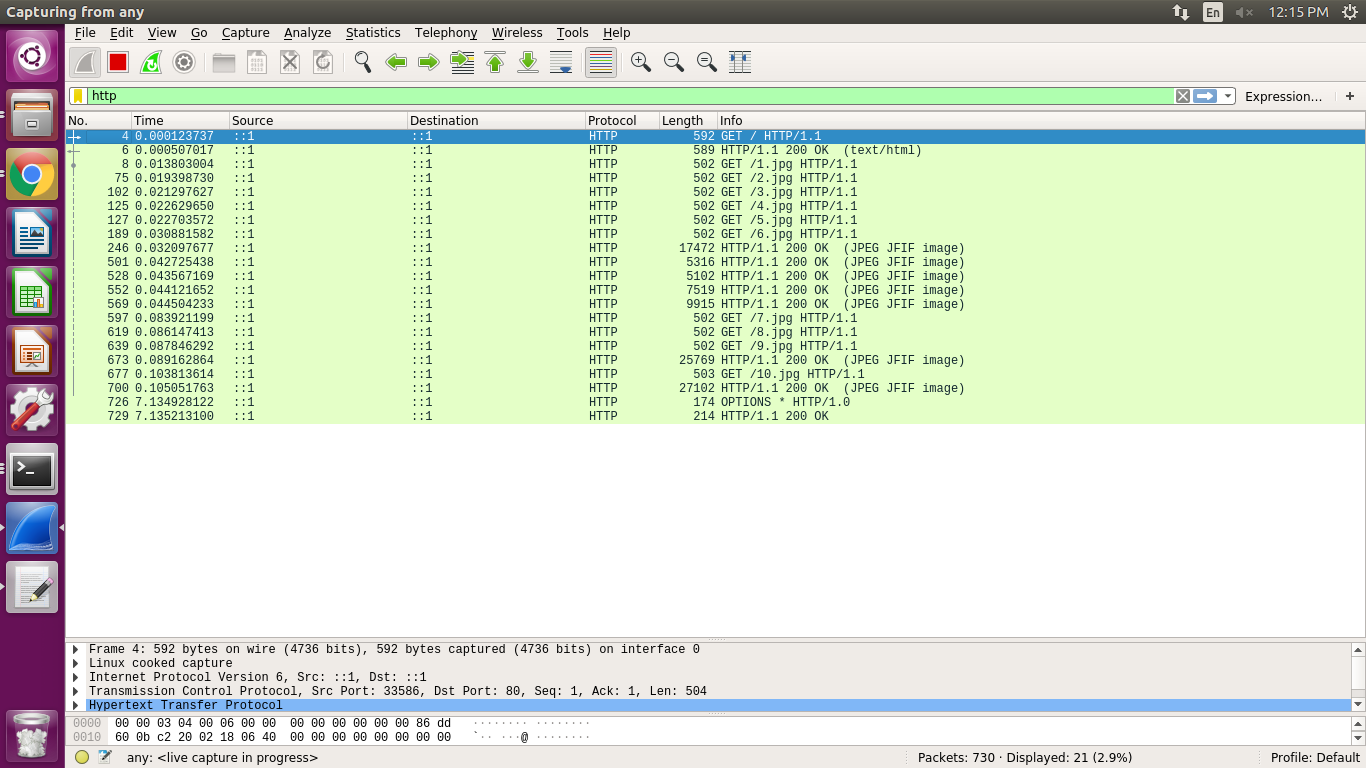 Capturing from any
En
12:15 PM
File Edit View Go Capture Analyze Statistics Telephony Wireless Tools Help
http
Expression…
+
No. Time Source Destination Protocol Length Info
4 0.000123737 ::1 ::1 HTTP 592 GET / HTTP/1.1
6 0.000507017 ::1 ::1 HTTP 589 HTTP/1.1 200 OK (text/html)
8 0.013803004 ::1 ::1 HTTP 502 GET /1.jpg HTTP/1.1
75 0.019398730 ::1 ::1 HTTP 502 GET /2.jpg HTTP/1.1
102 0.021297627 ::1 ::1 HTTP 502 GET /3.jpg HTTP/1.1
125 0.022629650 ::1 ::1 HTTP 502 GET /4.jpg HTTP/1.1
127 0.022703572 ::1 ::1 HTTP 502 GET /5.jpg HTTP/1.1
189 0.030881582 ::1 ::1 HTTP 502 GET /6.jpg HTTP/1.1
246 0.032097677 ::1 ::1 HTTP 17472 HTTP/1.1 200 OK (JPEG JFIF image)
501 0.042725438 ::1 ::1 HTTP 5316 HTTP/1.1 200 OK (JPEG JFIF image)
528 0.043567169 ::1 ::1 HTTP 5102 HTTP/1.1 200 OK (JPEG JFIF image)
552 0.044121652 ::1 ::1 HTTP 7519 HTTP/1.1 200 OK (JPEG JFIF image)
569 0.044504233 ::1 ::1 HTTP 9915 HTTP/1.1 200 OK (JPEG JFIF image)
597 0.083921199 ::1 ::1 HTTP 502 GET /7.jpg HTTP/1.1
619 0.086147413 ::1 ::1 HTTP 502 GET /8.jpg HTTP/1.1
639 0.087846292 ::1 ::1 HTTP 502 GET /9.jpg HTTP/1.1
673 0.089162864 ::1 ::1 HTTP 25769 HTTP/1.1 200 OK (JPEG JFIF image)
677 0.103813614 ::1 ::1 HTTP 503 GET /10.jpg HTTP/1.1
700 0.105051763 ::1 ::1 HTTP 27102 HTTP/1.1 200 OK (JPEG JFIF image)
726 7.134928122 ::1 ::1 HTTP 174 OPTIONS * HTTP/1.0
729 7.135213100 ::1 ::1 HTTP 214 HTTP/1.1 200 OK
Frame 4: 592 bytes on wire (4736 bits), 592 bytes captured (4736 bits) on interface 0
Linux cooked capture
Internet Protocol Version 6, Src: ::1, Dst: ::1
Transmission Control Protocol, Src Port: 33586, Dst Port: 80, Seq: 1, Ack: 1, Len: 504
Hypertext Transfer Protocol
0000 00 00 03 04 00 06 00 00 00 00 00 00 00 00 86 dd ········ ········
0010 60 0b c2 20 02 18 06 40 00 00 00 00 00 00 00 00 `·· ···@ ········
any: <live capture in progress>
Packets: 730 · Displayed: 21 (2.9%)
Profile: Default